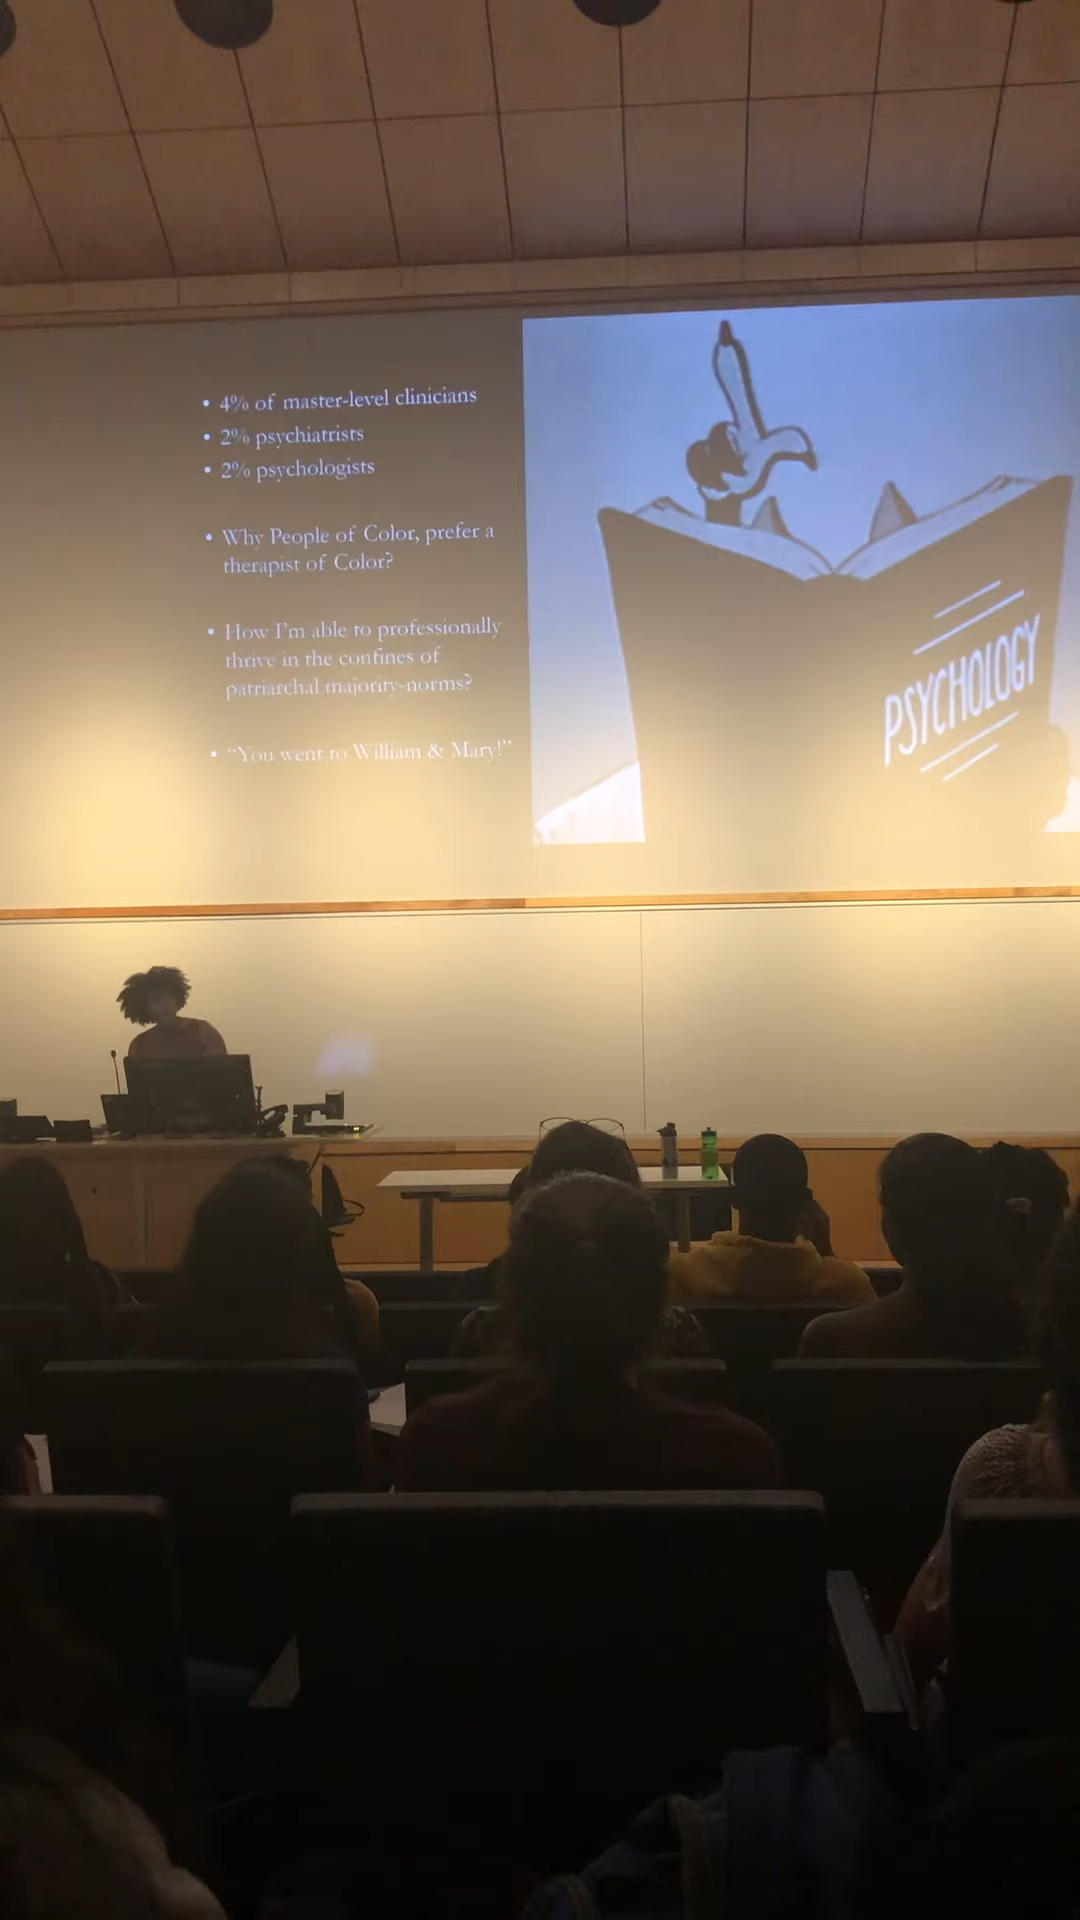 • 4% of master-level clinicians
• 2% psychiatrists
• 2% psychologists
• Why People of Color, prefer a
therapist of Color?
• How I'm able to professionally
thrive in the confines of
patriarchal majority-norms?
• "You went to William & Mary!"
PSYCHOLOGY